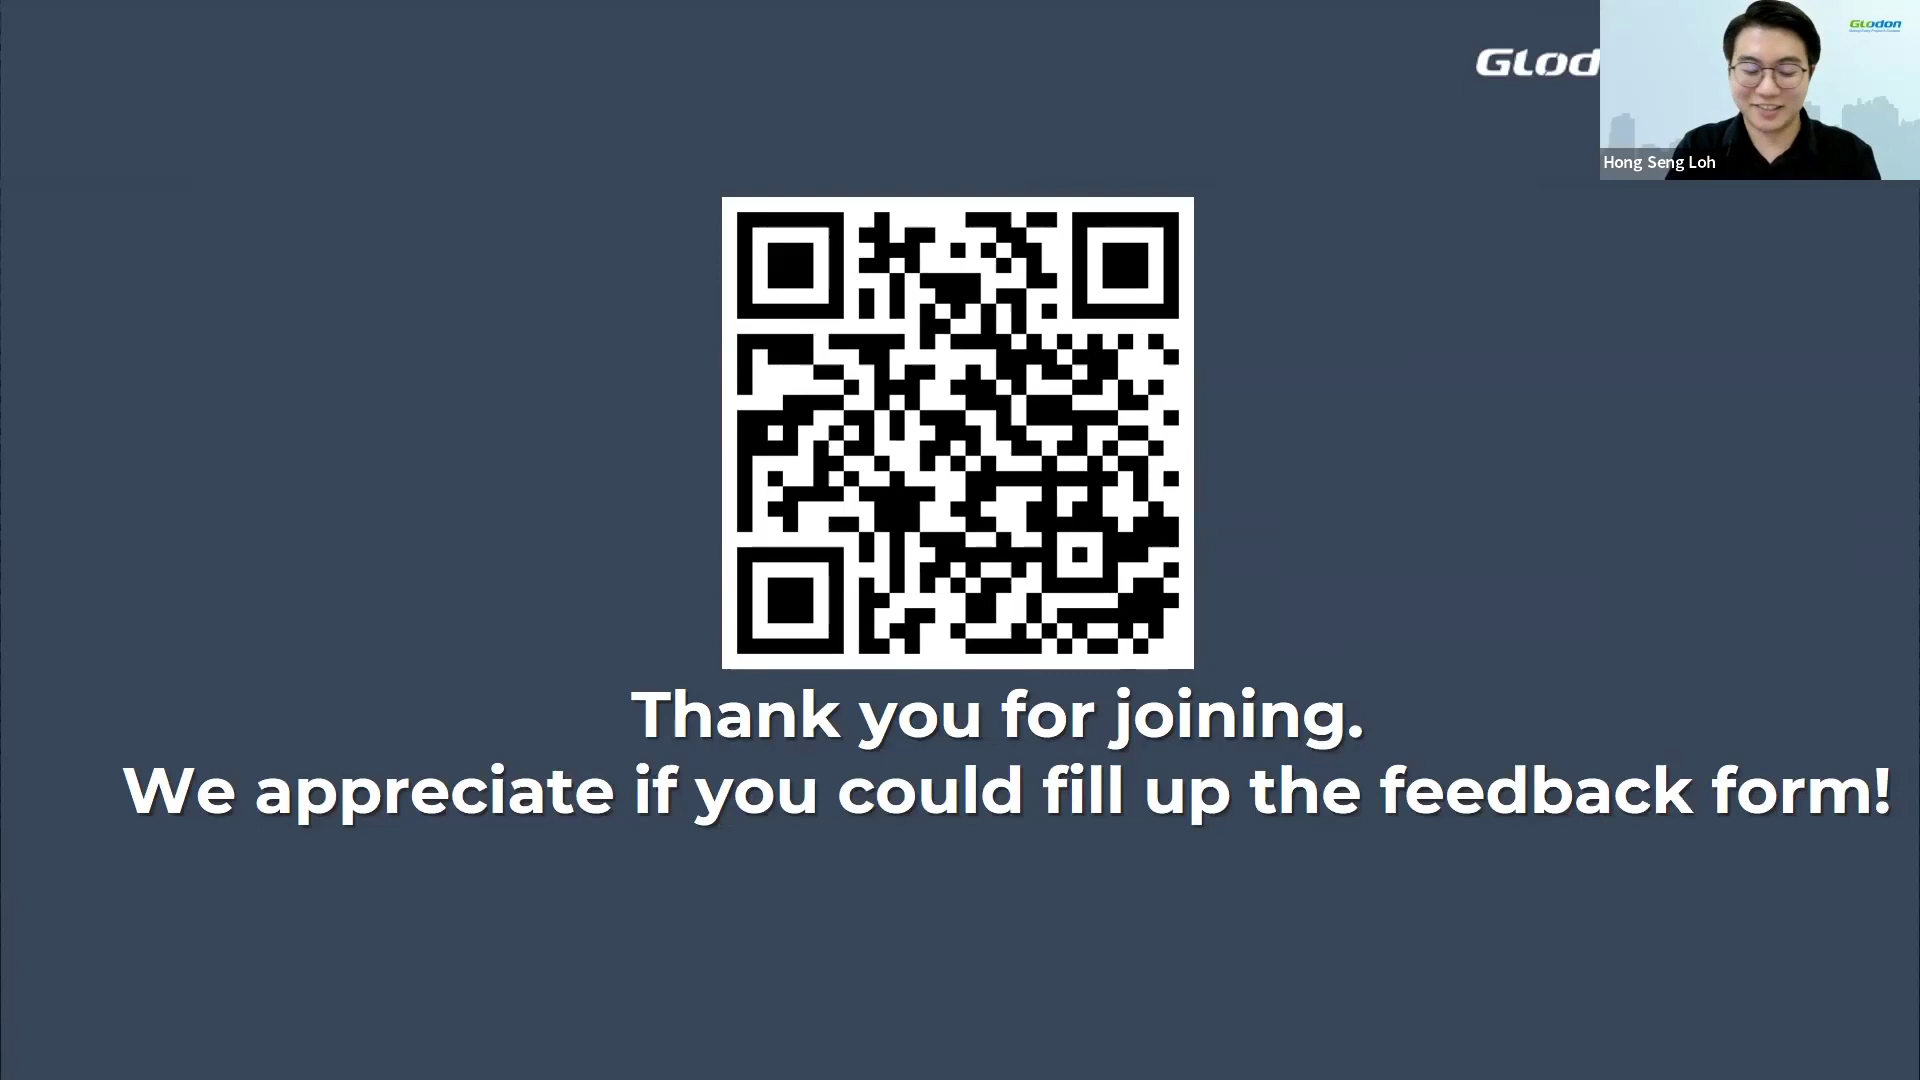 GLOD
Glodon
Hong Seng Loh
Thank you for joining.
We appreciate if you could fill up the feedback form!